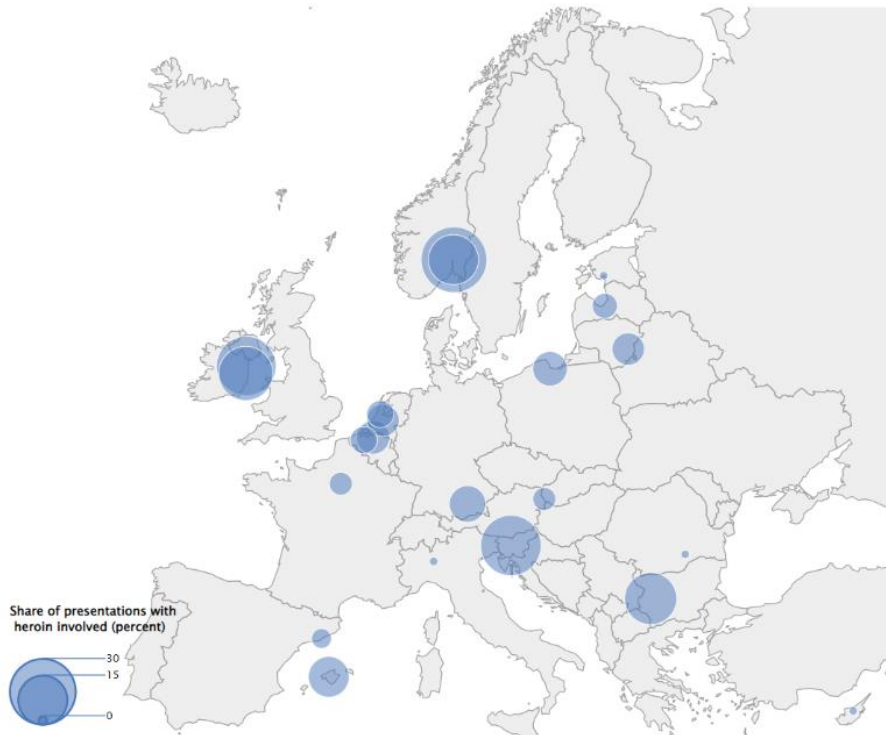 Share of presentations with
heroin involved (percent)
30
15
0